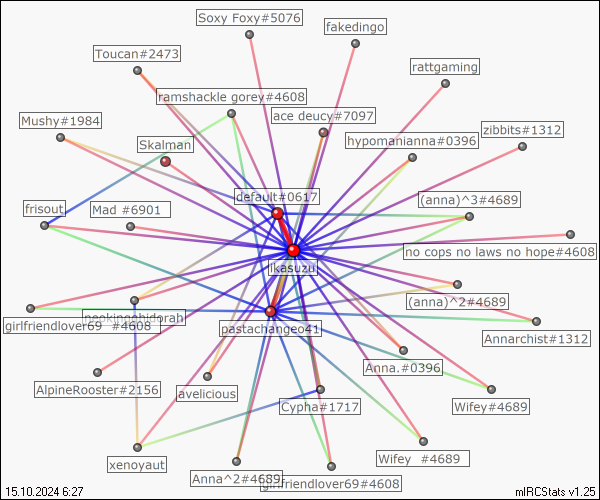 Soxy Foxy#5076
fakedingo
Toucan#2473
rattgaming
ramshackle gorey#4608
ace deucy#7097
Mushy#1984
zibbits#1312
hypomanianna#0396
Skalman
default#0617
(anna)^3#4689
frisout
Mad #6901
no cops no laws no hope#4608
likasuzu
(anna)^2#4689
neokingghidorah
girlfriendlover69 #4608
pastachangeo41
Annarchist#1312
Anna.#0396
AlpineRooster#2156
avelicious
Cypha#1717
Wifey#4689
xenoyaut
Wifey #4689
Anna^2#4689
girlfriendlover69#4608
15.10.2024 6:27
mIRCStats v1.25